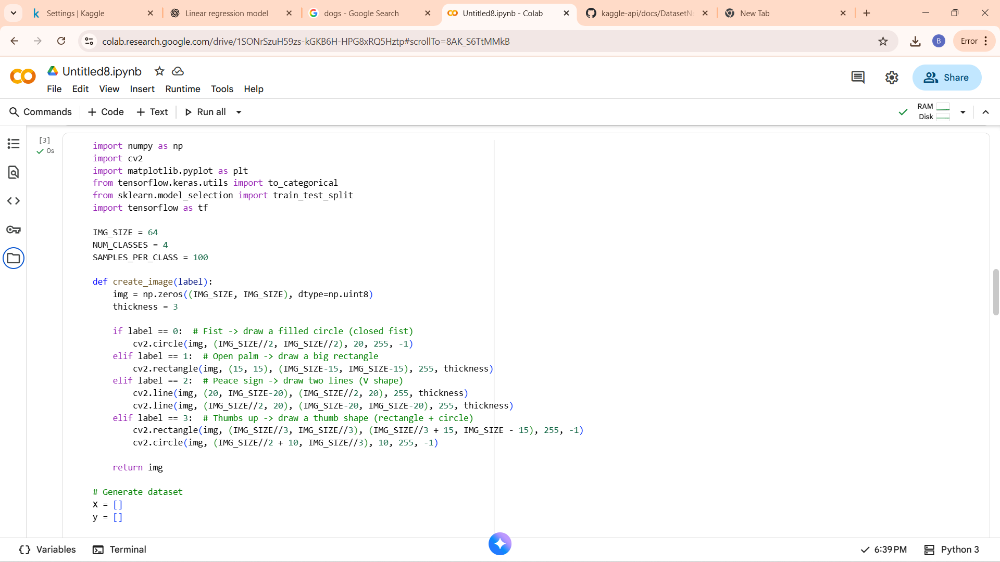 Settings | Kaggle
Linear regression model
dogs - Google Search
Untitled8.ipynb - Colab
kaggle-api/docs/DatasetN
New Tab
colab.research.google.com/drive/1SONrSzuH59zs-kGKB6H-HPG8xRQ5Hztp#scrollTo=8AK_S6TtMMkB
B
Error
Untitled8.ipynb
File Edit View Insert Runtime Tools Help
Share
Commands + Code + Text Run all
RAM
Disk
[3]
0s
import numpy as np
import cv2
import matplotlib.pyplot as plt
from tensorflow.keras.utils import to_categorical
from sklearn.model_selection import train_test_split
import tensorflow as tf
IMG_SIZE = 64
NUM_CLASSES = 4
SAMPLES_PER_CLASS = 100
def create_image(label):
    img = np.zeros((IMG_SIZE, IMG_SIZE), dtype=np.uint8)
    thickness = 3
    if label == 0:  # Fist -> draw a filled circle (closed fist)
        cv2.circle(img, (IMG_SIZE//2, IMG_SIZE//2), 20, 255, -1)
    elif label == 1:  # Open palm -> draw a big rectangle
        cv2.rectangle(img, (15, 15), (IMG_SIZE-15, IMG_SIZE-15), 255, thickness)
    elif label == 2:  # Peace sign -> draw two lines (V shape)
        cv2.line(img, (20, IMG_SIZE-20), (IMG_SIZE//2, 20), 255, thickness)
        cv2.line(img, (IMG_SIZE//2, 20), (IMG_SIZE-20, IMG_SIZE-20), 255, thickness)
    elif label == 3:  # Thumbs up -> draw a thumb shape (rectangle + circle)
        cv2.rectangle(img, (IMG_SIZE//3, IMG_SIZE//3), (IMG_SIZE//3 + 15, IMG_SIZE - 15), 255, -1)
        cv2.circle(img, (IMG_SIZE//2 + 10, IMG_SIZE//3), 10, 255, -1)
    return img
# Generate dataset
X = []
y = []
Variables
Terminal
6:39 PM
Python 3